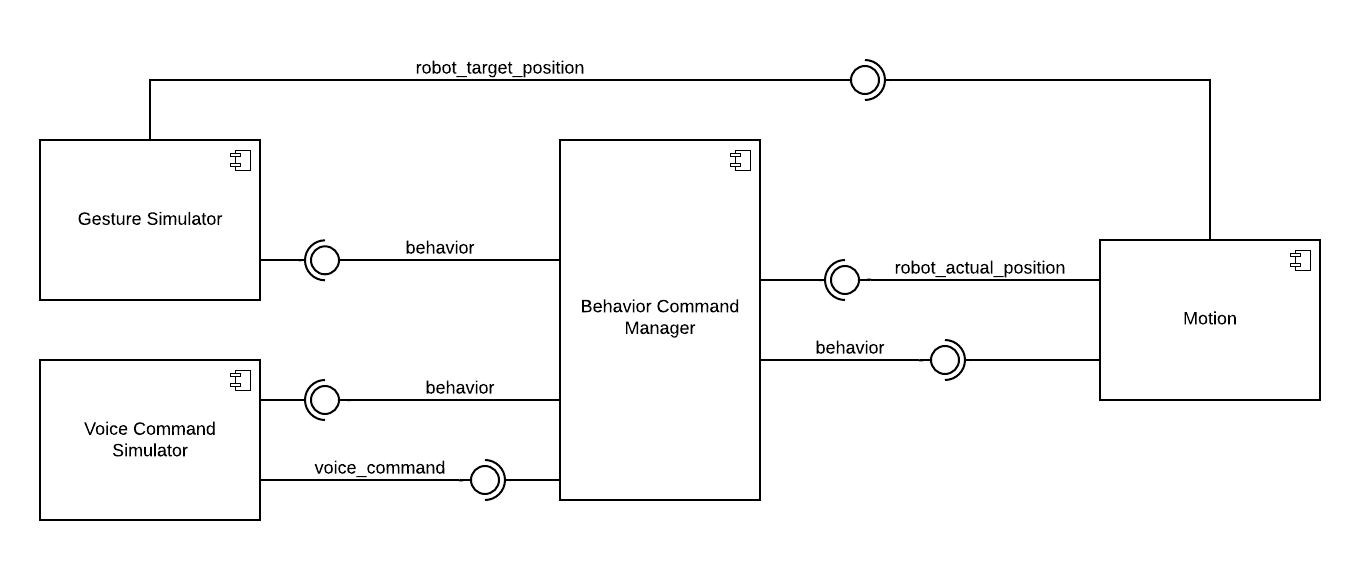 robot_target_position
Gesture Simulator
behavior
Behavior Command
Manager
robot_actual_position
behavior
Motion
Voice Command
Simulator
behavior
voice_command